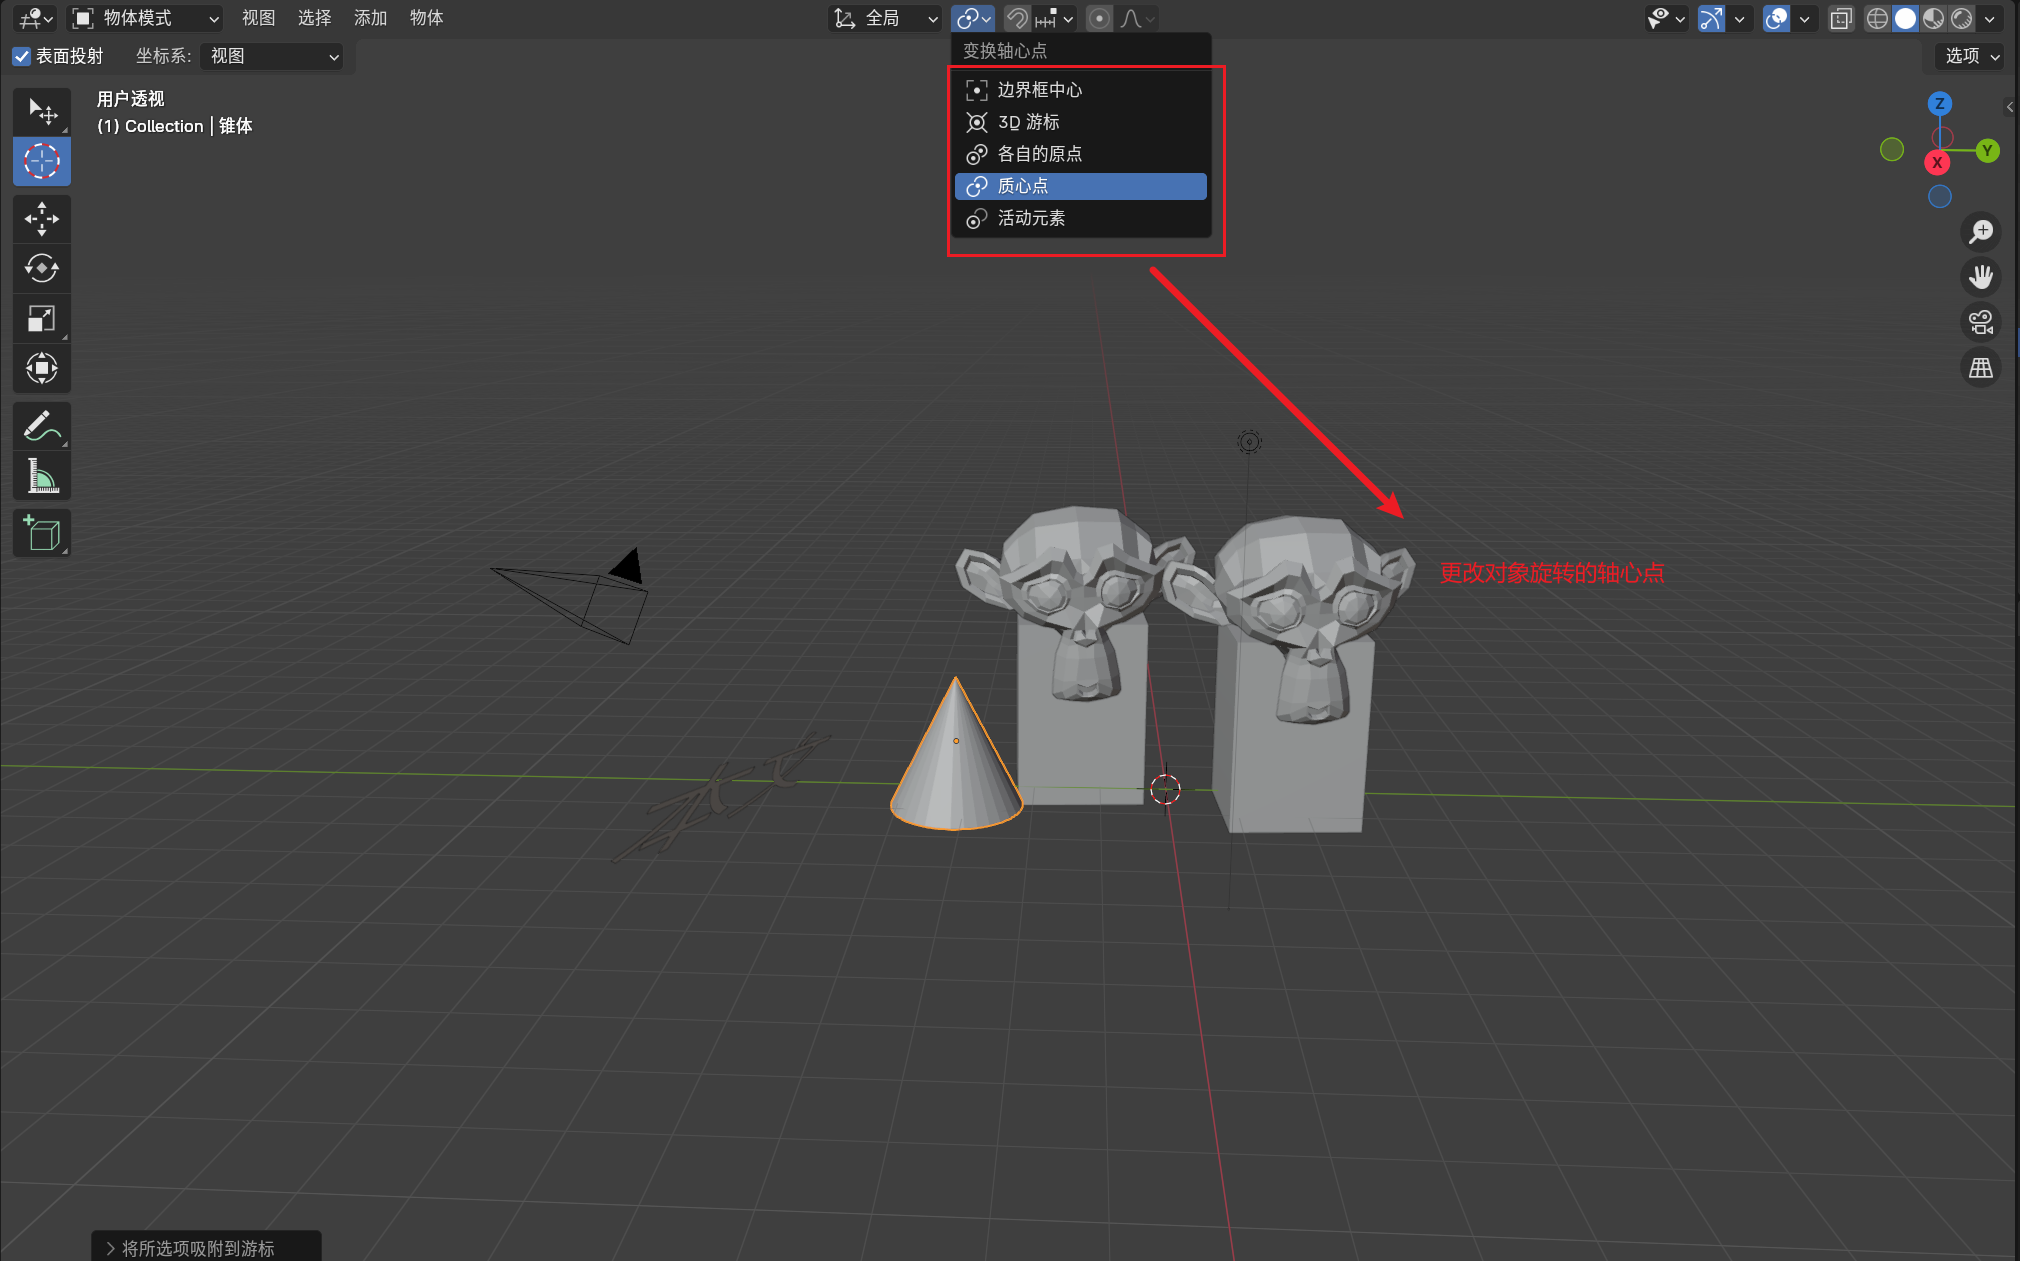 物体模式 视图 选择 添加 物体 全局
表面投射 坐标系: 视图 选项
变换轴心点
边界框中心
3D 游标
各自的原点
质心点
活动元素
用户透视
(1) Collection | 锥体
Z
Y
X
更改对象旋转的轴心点
将所选项吸附到游标